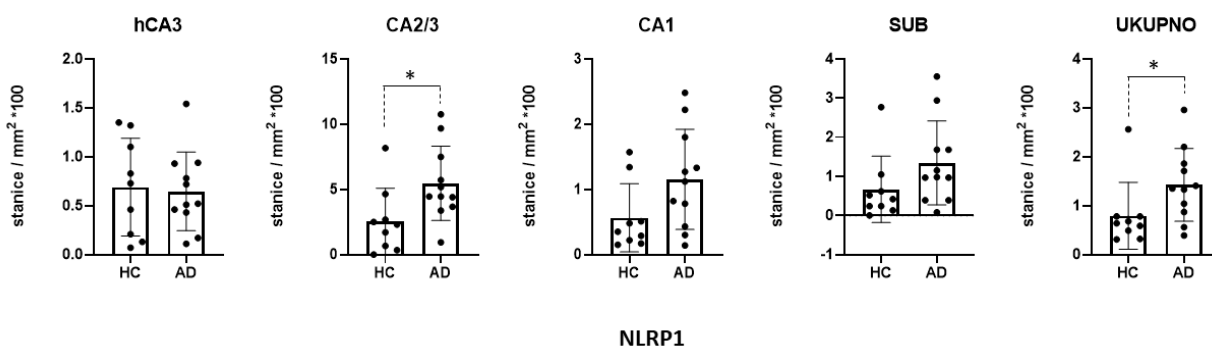 hCA3
stanice / mm² *100
2.0
1.5
1.0
0.5
0.0
HC
AD
CA2/3
stanice / mm² *100
15
10
5
0
*
HC
AD
CA1
stanice / mm² *100
3
2
1
0
HC
AD
SUB
stanice / mm² *100
4
3
2
1
0
-1
HC
AD
UKUPNO
stanice / mm² *100
4
3
2
1
0
*
HC
AD
NLRP1